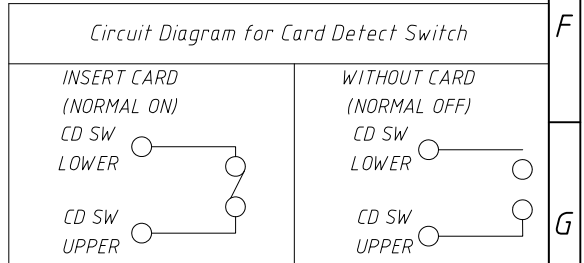 Circuit Diagram for Card Detect Switch
INSERT CARD
(NORMAL ON)
CD SW
LOWER
CD SW
UPPER
WITHOUT CARD
(NORMAL OFF)
CD SW
LOWER
CD SW
UPPER
F
G